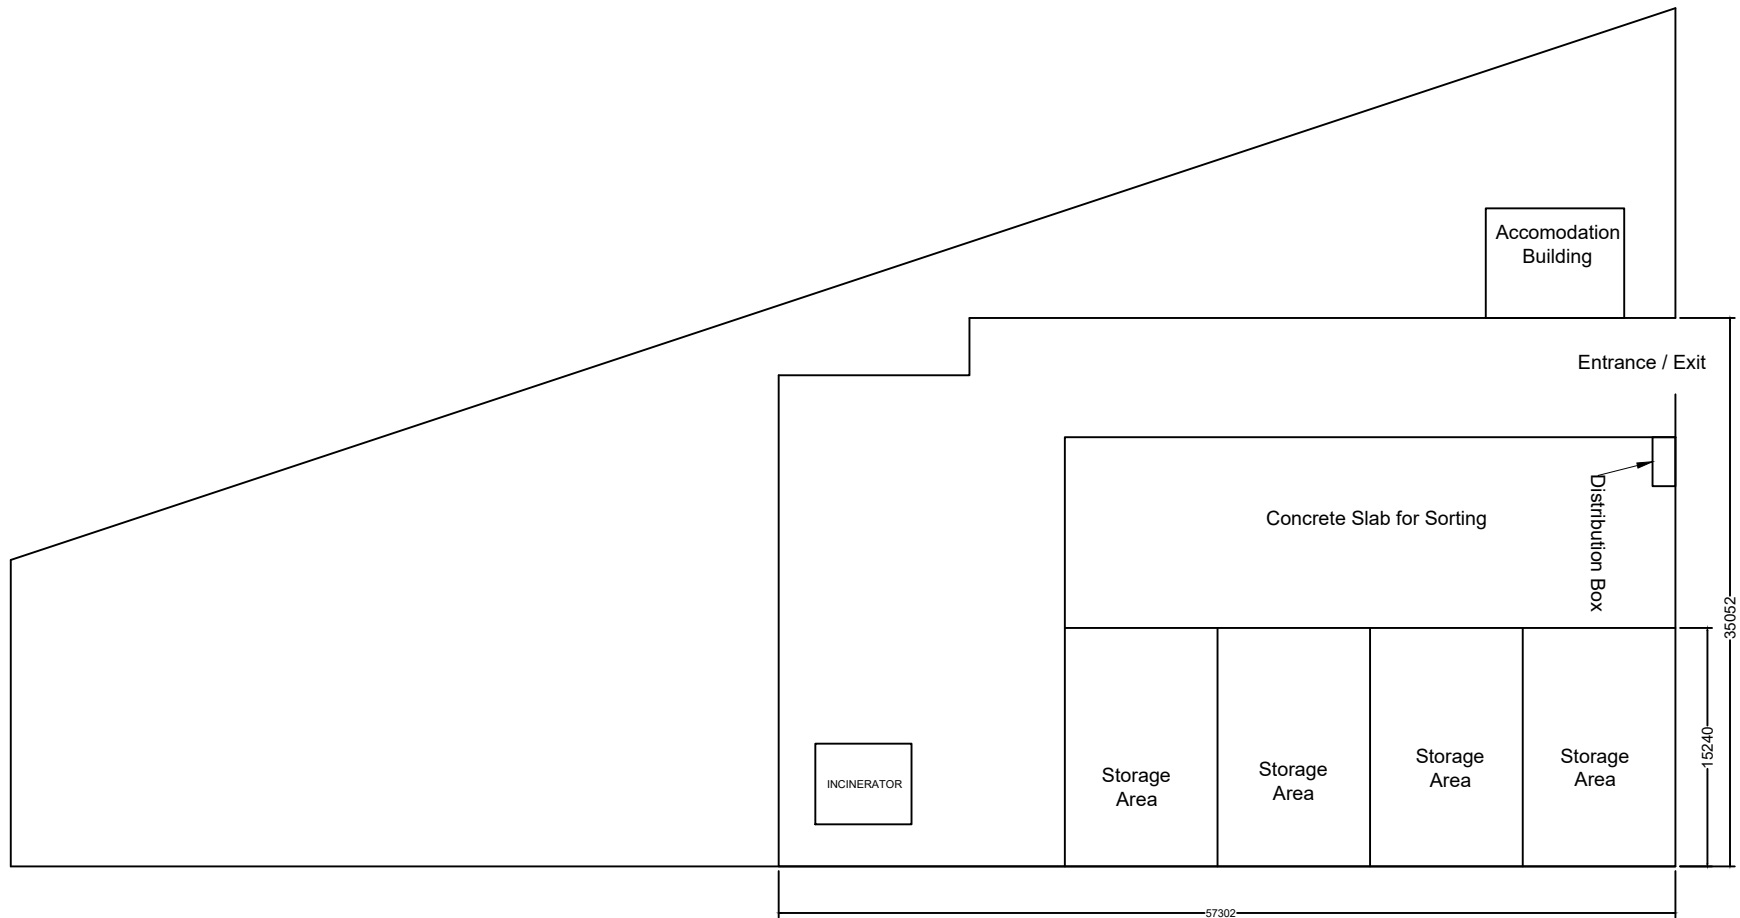 Accomodation
Building
Entrance / Exit
Distribution Box
Concrete Slab for Sorting
35052
15240
INCINERATOR
Storage
Area
Storage
Area
Storage
Area
Storage
Area
57302